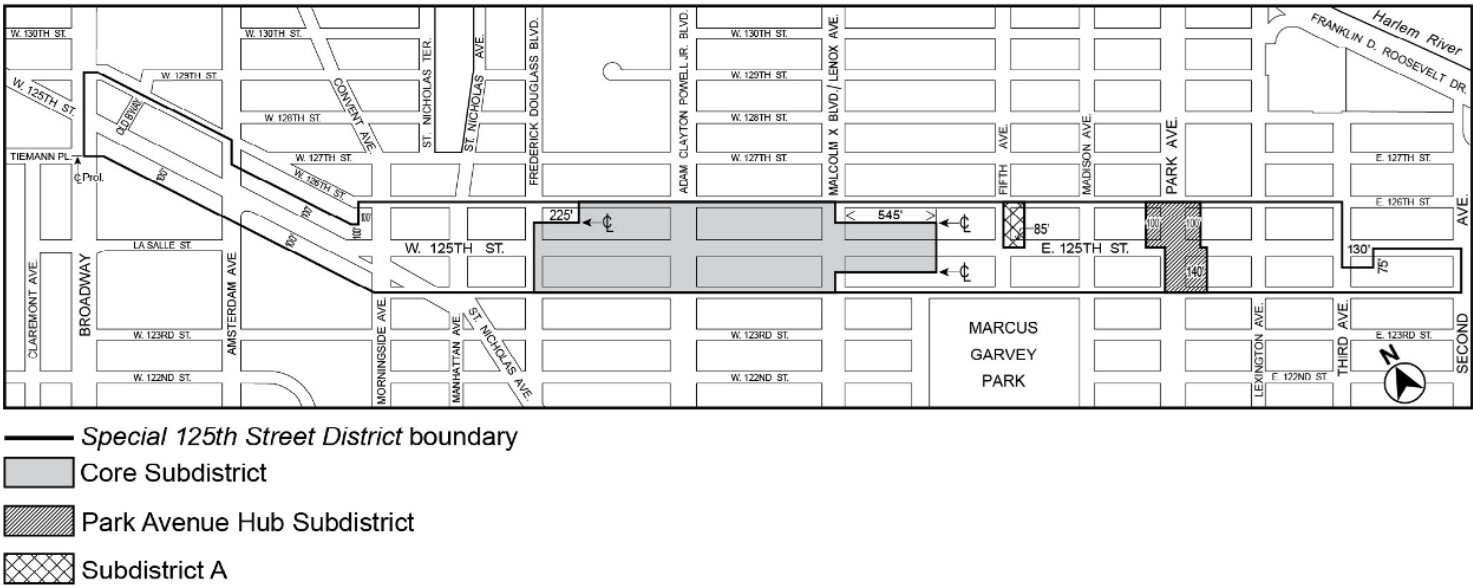 W. 130TH ST.
W. 130TH ST.
W. 130TH ST.
Harlem River
FRANKLIN D. ROOSEVELT DR.
ST. NICHOLAS TER.
ST. NICHOLAS AVE.
FREDERICK DOUGLASS BLVD.
ADAM CLAYTON POWELL JR. BLVD.
MALCOLM X BLVD./ LENOX AVE.
W. 125TH ST.
OLD B'WAY
W. 129TH ST.
CONVENT AVE.
W. 129TH ST.
W. 128TH ST.
W. 128TH ST.
FIFTH AVE.
MADISON AVE.
PARK AVE.
TIEMANN PL.
℄ Prol.
100'
W. 127TH ST.
W. 126TH ST.
W. 127TH ST.
E. 127TH ST.
100'
100'
100'
225'
℄
545'
℄
85'
100'
100'
E. 126TH ST.
AVE.
LA SALLE ST.
100'
W. 125TH ST.
E. 125TH ST.
℄
140'
130'
75'
CLAREMONT AVE.
BROADWAY
AMSTERDAM AVE
MORNINGSIDE AVE.
MANHATTAN AVE.
ST. NICHOLAS AVE.
W. 123RD ST.
W. 123RD ST.
W. 123RD ST.
MARCUS
GARVEY
PARK
LEXINGTON AVE.
THIRD AVE.
E. 123RD ST.
SECOND
W. 122ND ST.
W. 122ND ST.
E. 122ND ST.
N
Special 125th Street District boundary
Core Subdistrict
Park Avenue Hub Subdistrict
Subdistrict A